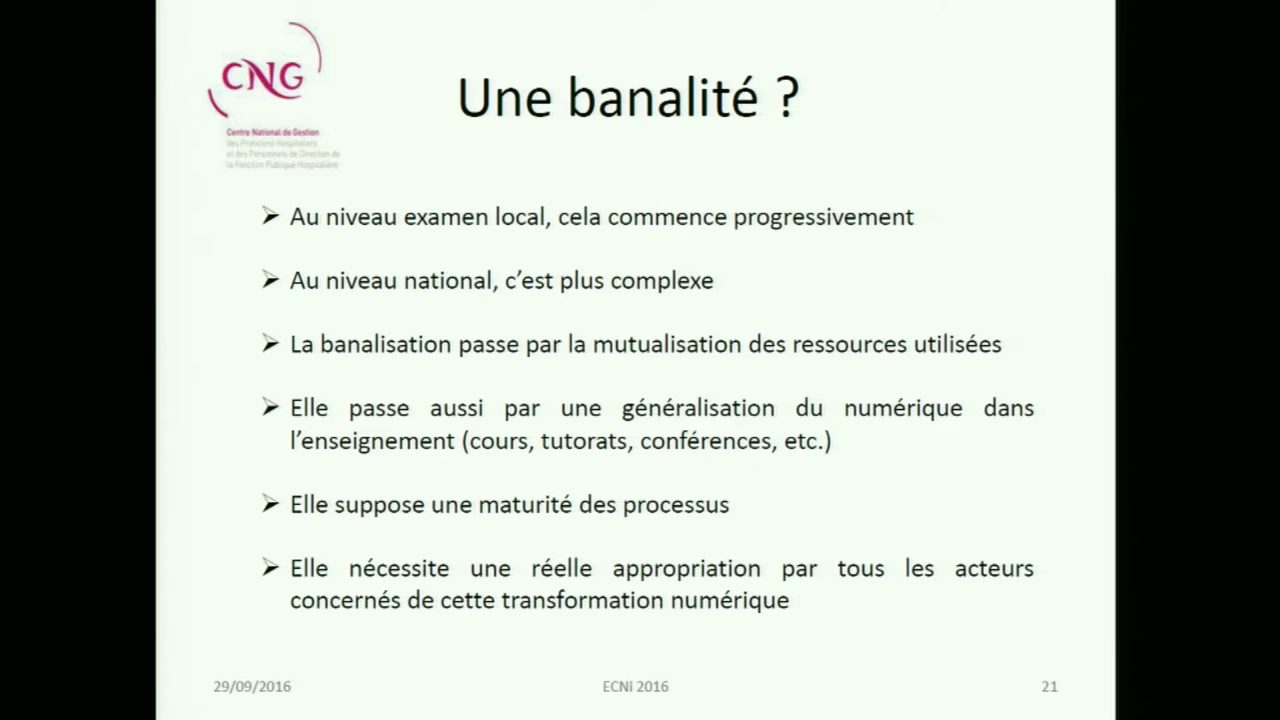 CNG
Centre National de Gestion
des Praticiens Hospitaliers
et des Personnels de Direction de
la Fonction Publique Hospitalière
Une banalité ?
➢ Au niveau examen local, cela commence progressivement
➢ Au niveau national, c’est plus complexe
➢ La banalisation passe par la mutualisation des ressources utilisées
➢ Elle passe aussi par une généralisation du numérique dans
l’enseignement (cours, tutorats, conférences, etc.)
➢ Elle suppose une maturité des processus
➢ Elle nécessite une réelle appropriation par tous les acteurs
concernés de cette transformation numérique
29/09/2016
ECNI 2016
21